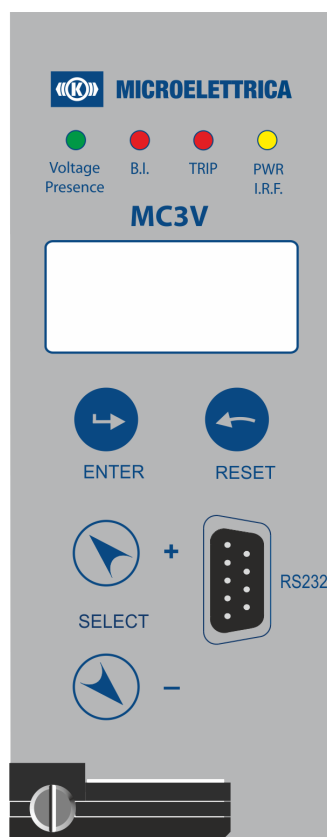 ((K)) MICROELETTRICA
Voltage Presence B.I. TRIP PWR I.R.F.
MC3V
ENTER RESET
+
RS232
SELECT
–